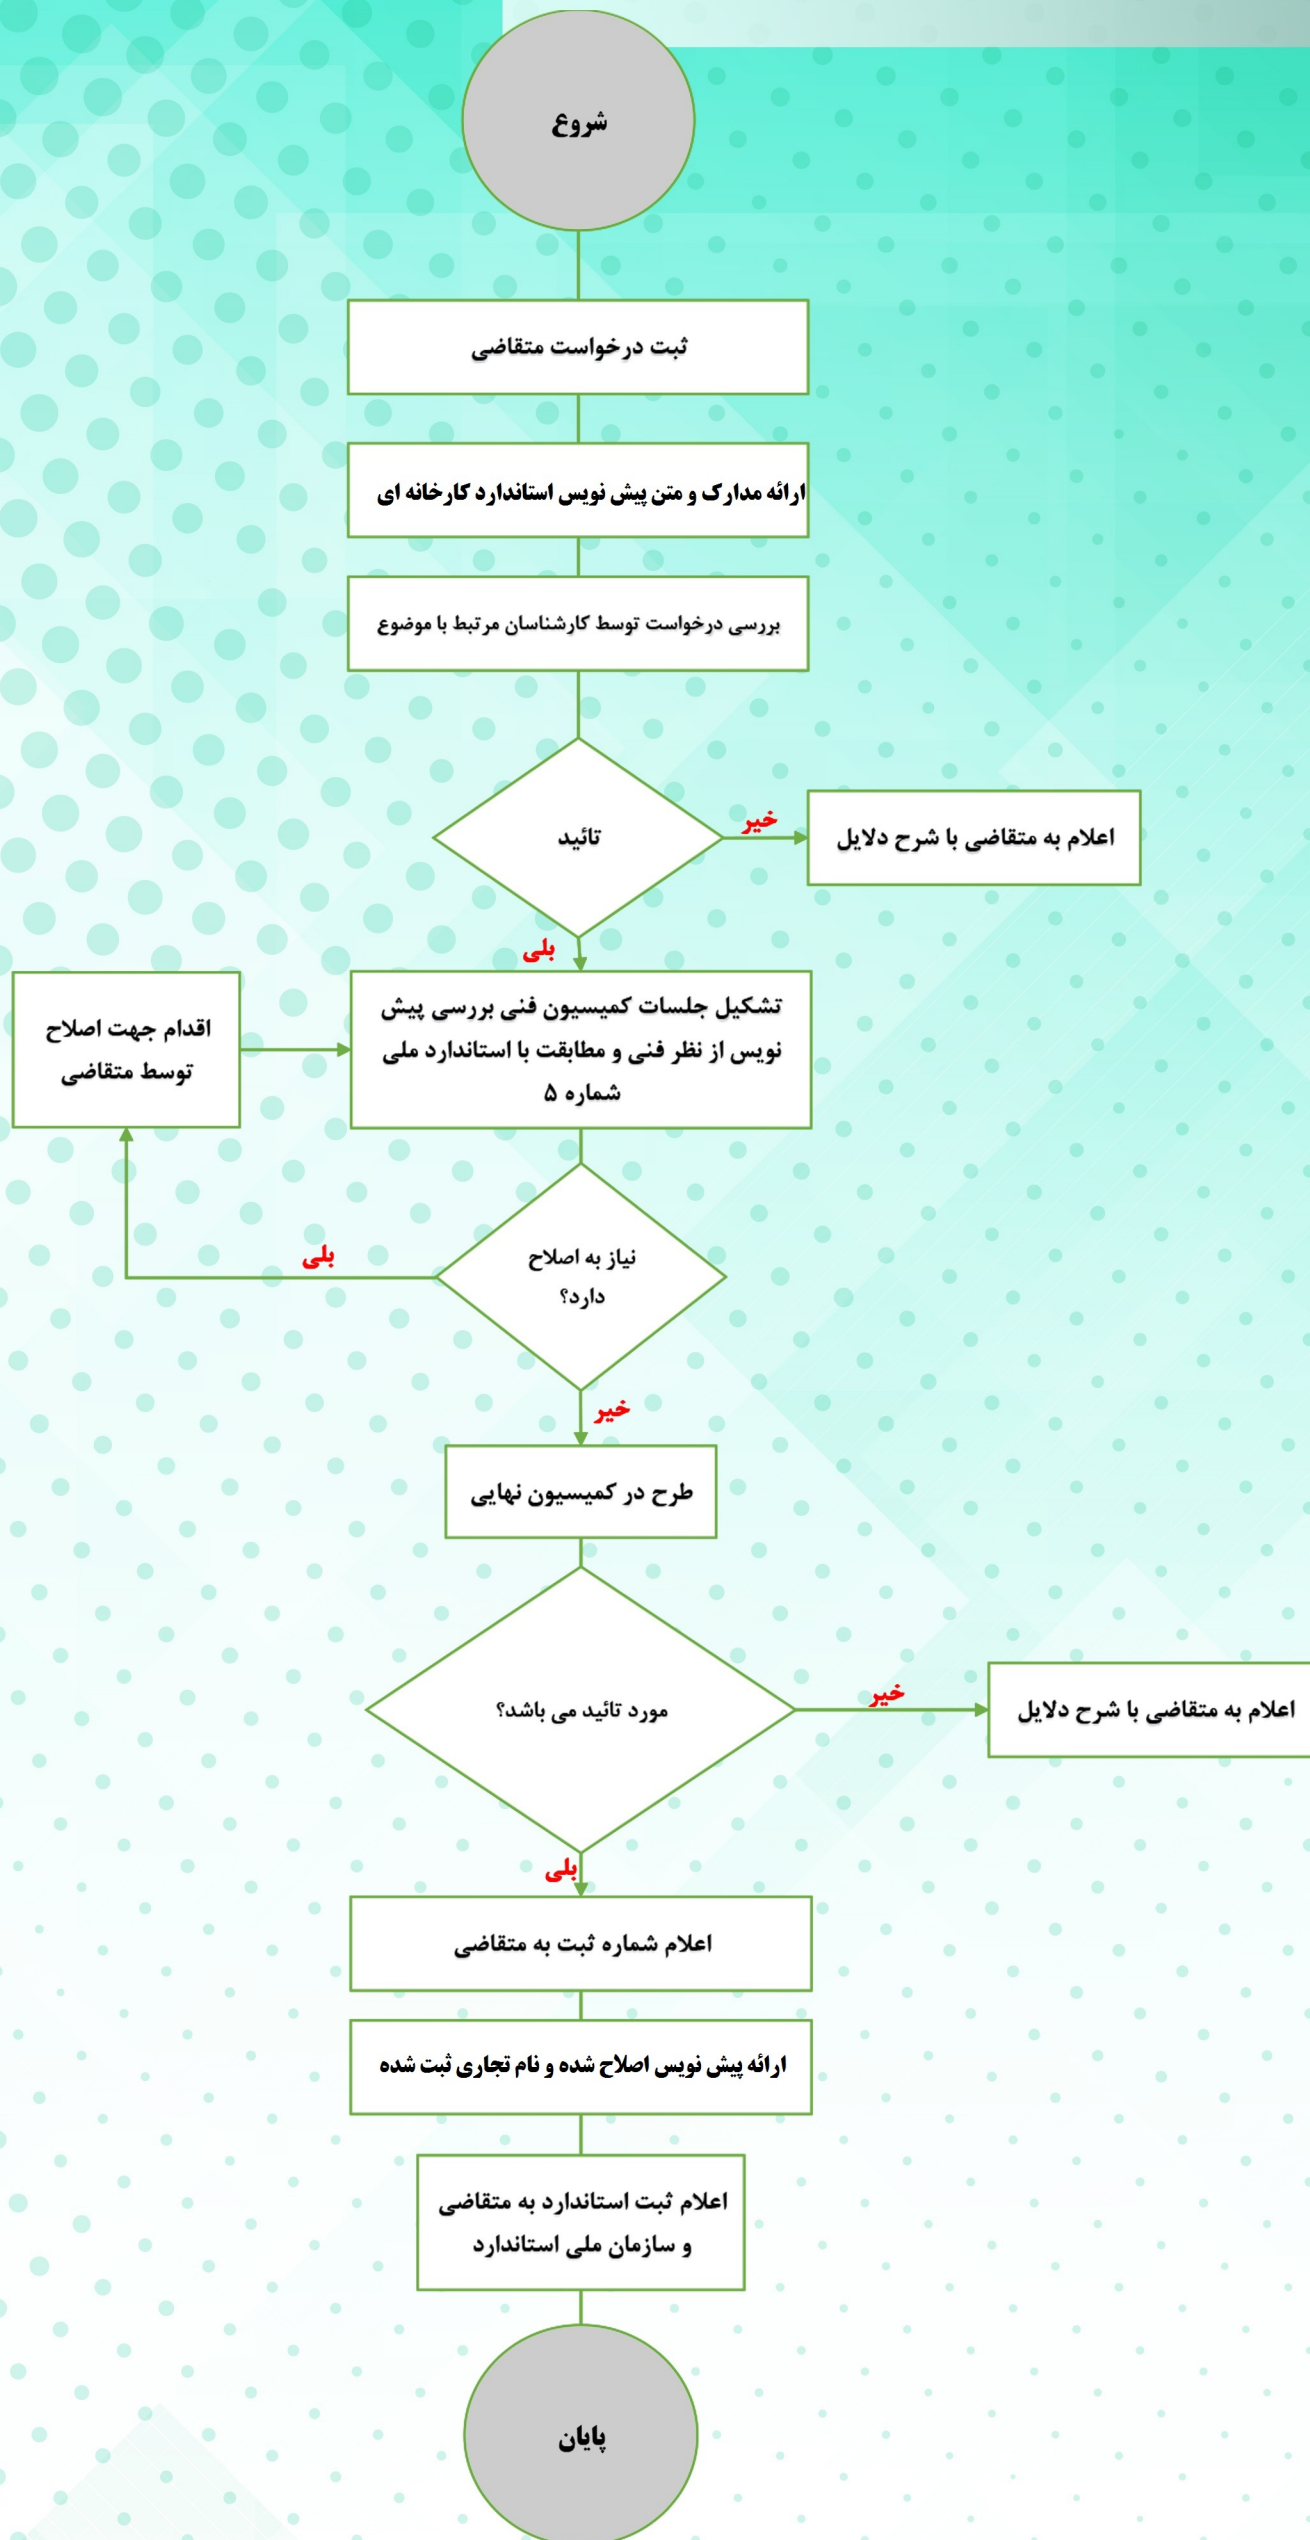 شروع
ثبت درخواست متقاضی
ارائه مدارک و متن پیش نویس استاندارد کارخانه ای
بررسی درخواست توسط کارشناسان مرتبط با موضوع
تائید
خیر
اعلام به متقاضی با شرح دلایل
بلی
تشکیل جلسات کمیسیون فنی بررسی پیش
نویس از نظر فنی و مطابقت با استاندارد ملی
شماره ۵
اقدام جهت اصلاح
توسط متقاضی
نیاز به اصلاح
دارد؟
بلی
خیر
طرح در کمیسیون نهایی
مورد تائید می باشد؟
خیر
اعلام به متقاضی با شرح دلایل
بلی
اعلام شماره ثبت به متقاضی
ارائه پیش نویس اصلاح شده و نام تجاری ثبت شده
اعلام ثبت استاندارد به متقاضی
و سازمان ملی استاندارد
پایان